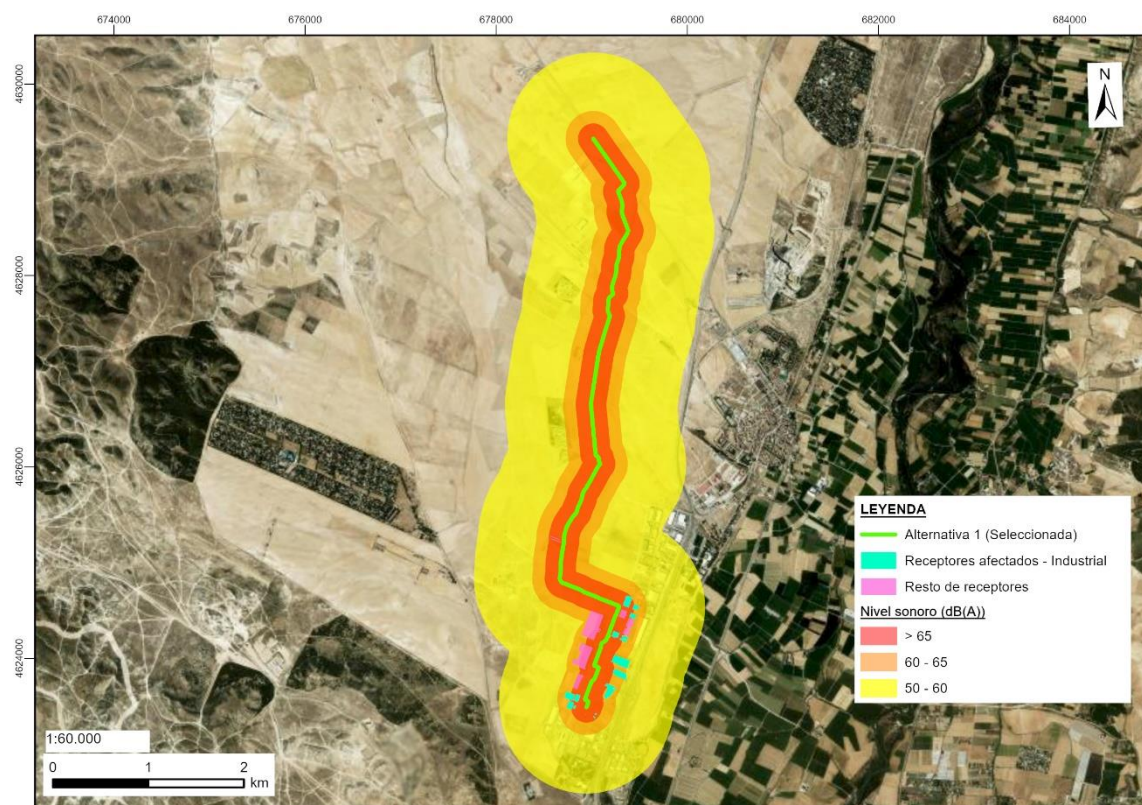 674000 676000 678000 680000 682000 684000
4630000
4628000
4626000
4624000
N
LEYENDA
Alternativa 1 (Seleccionada)
Receptores afectados - Industrial
Resto de receptores
Nivel sonoro (dB(A))
> 65
60 - 65
50 - 60
1:60.000
0 1 2
km